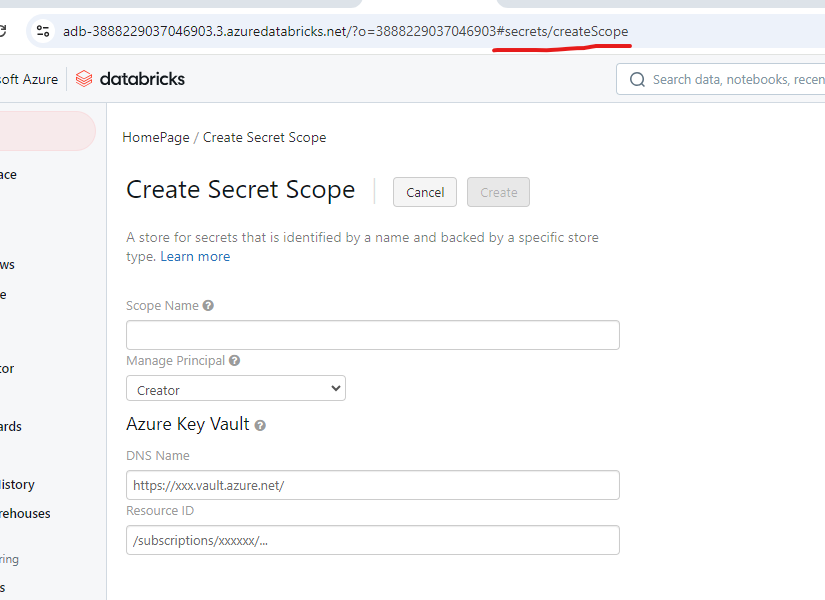 adb-3888229037046903.3.azuredatabricks.net/?o=3888229037046903#secrets/createScope
soft Azure databricks Search data, notebooks, recen
HomePage / Create Secret Scope
ace
Create Secret Scope Cancel Create
A store for secrets that is identified by a name and backed by a specific store
type. Learn more
ws
e
Scope Name ?
Manage Principal ?
tor
Creator
ards
Azure Key Vault ?
DNS Name
istory
https://xxx.vault.azure.net/
rehouses
Resource ID
/subscriptions/xxxxxx/...
ring
s